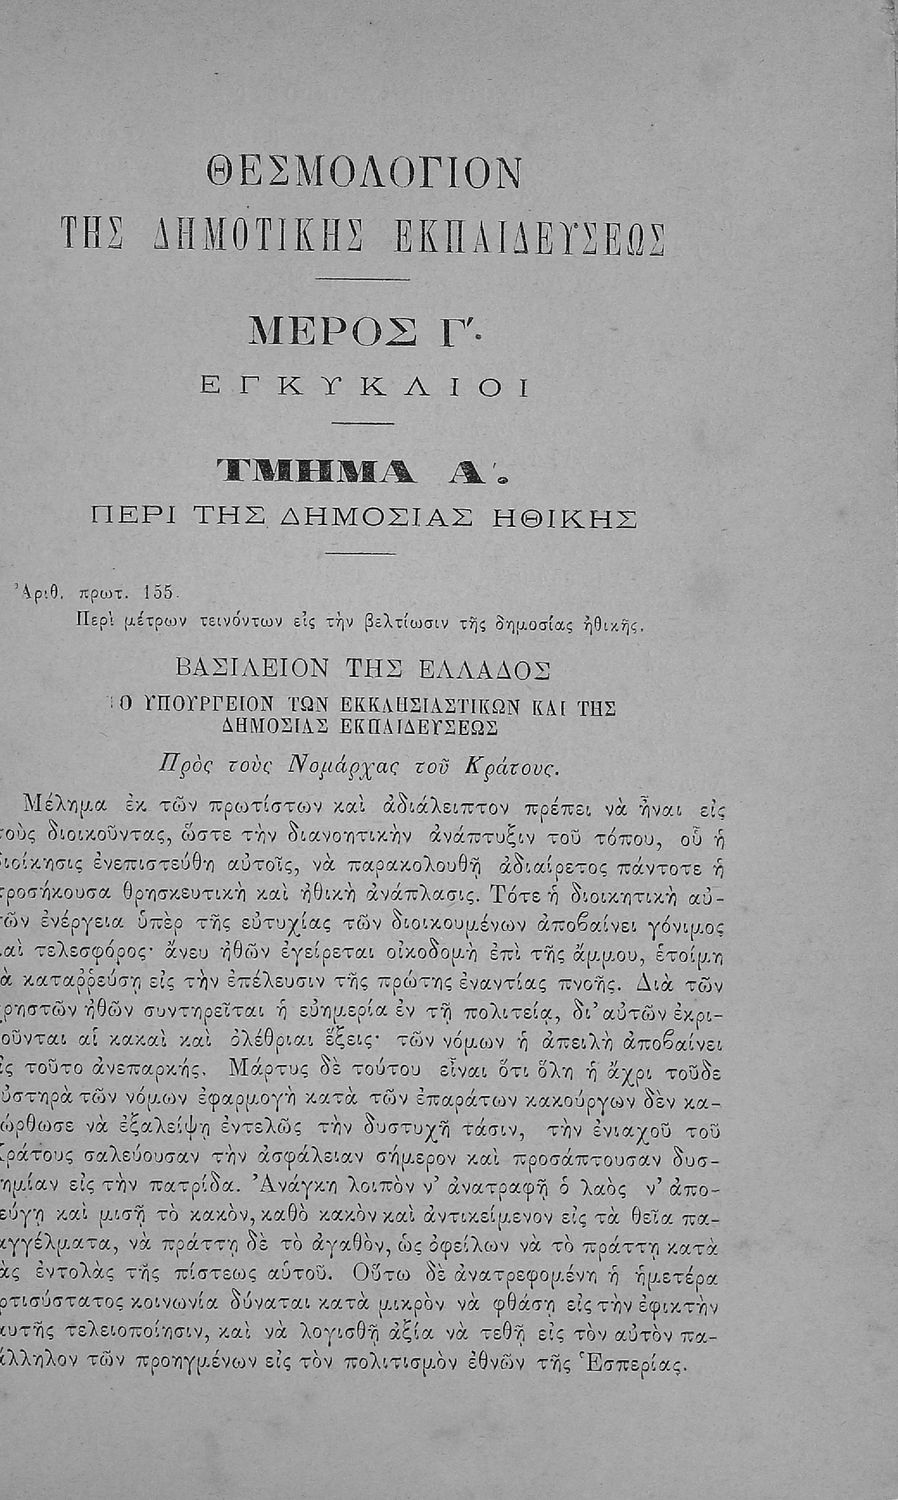 ΘΕΣΜΟΛΟΓΙΟΝ
ΤΗΣ ΔΗΜΟΤΙΚΗΣ ΕΚΠΑΙΔΕΥΣΕΩΣ
ΜΕΡΟΣ Γ΄.
ΕΓΚΥΚΛΙΟΙ
ΤΜΗΜΑ Α΄.
ΠΕΡΙ ΤΗΣ ΔΗΜΟΣΙΑΣ ΗΘΙΚΗΣ
Ἀριθ. πρωτ. 155.
Περὶ μέτρων τεινόντων εἰς τὴν βελτίωσιν τῆς δημοσίας ἠθικῆς.
ΒΑΣΙΛΕΙΟΝ ΤΗΣ ΕΛΛΑΔΟΣ
Ο ΥΠΟΥΡΓΕΙΟΝ ΤΩΝ ΕΚΚΛΗΣΙΑΣΤΙΚΩΝ ΚΑΙ ΤΗΣ
ΔΗΜΟΣΙΑΣ ΕΚΠΑΙΔΕΥΣΕΩΣ
Πρὸς τοὺς Νομάρχας τοῦ Κράτους.
Μέλημα ἐκ τῶν πρωτίστων καὶ ἀδιάλειπτον πρέπει νὰ ἦναι εἰς
τοὺς διοικοῦντας, ὥστε τὴν διανοητικὴν ἀνάπτυξιν τοῦ τόπου, οὗ ἡ
διοίκησις ἐνεπιστεύθη αὐτοῖς, νὰ παρακολουθῇ ἀδιαίρετος πάντοτε ἡ
προσήκουσα θρησκευτικὴ καὶ ἠθικὴ ἀνάπλασις. Τότε ἡ διοικητικὴ αὐ-
τῶν ἐνέργεια ὑπὲρ τῆς εὐτυχίας τῶν διοικουμένων ἀποβαίνει γόνιμος
καὶ τελεσφόρος· ἄνευ ἠθῶν ἐγείρεται οἰκοδομὴ ἐπὶ τῆς ἄμμου, ἑτοίμη
νὰ καταῤῥεύσῃ εἰς τὴν ἐπέλευσιν τῆς πρώτης ἐναντίας πνοῆς. Διὰ τῶν
χρηστῶν ἠθῶν συντηρεῖται ἡ εὐημερία ἐν τῇ πολιτείᾳ, δι' αὐτῶν ἐκρι-
ζοῦνται αἱ κακαὶ καὶ ὀλέθριαι ἕξεις· τῶν νόμων ἡ ἀπειλὴ ἀποβαίνει
εἰς τοῦτο ἀνεπαρκής. Μάρτυς δὲ τούτου εἶναι ὅτι ὅλη ἡ ἄχρι τοῦδε
αὐστηρὰ τῶν νόμων ἐφαρμογὴ κατὰ τῶν ἐπαράτων κακούργων δὲν κα-
τώρθωσε νὰ ἐξαλείψῃ ἐντελῶς τὴν δυστυχῆ τάσιν, τὴν ἐνιαχοῦ τοῦ
Κράτους σαλεύουσαν τὴν ἀσφάλειαν σήμερον καὶ προσάπτουσαν δυσ-
φημίαν εἰς τὴν πατρίδα. Ἀνάγκη λοιπὸν ν' ἀνατραφῇ ὁ λαὸς ν' ἀπο-
φεύγῃ καὶ μισῇ τὸ κακὸν, καθὸ κακὸν καὶ ἀντικείμενον εἰς τὰ θεῖα πα-
ραγγέλματα, νὰ πράττῃ δὲ τὸ ἀγαθὸν, ὡς ὀφείλων νὰ τὸ πράττῃ κατὰ
τὰς ἐντολὰς τῆς πίστεως αὑτοῦ. Οὕτω δὲ ἀνατρεφομένη ἡ ἡμετέρα
ἀρτισύστατος κοινωνία δύναται κατὰ μικρὸν νὰ φθάσῃ εἰς τὴν ἐφικτὴν
αὐτῆς τελειοποίησιν, καὶ νὰ λογισθῇ ἀξία νὰ τεθῇ εἰς τὸν αὐτὸν πα-
ράλληλον τῶν προηγμένων εἰς τὸν πολιτισμὸν ἐθνῶν τῆς Ἑσπερίας.